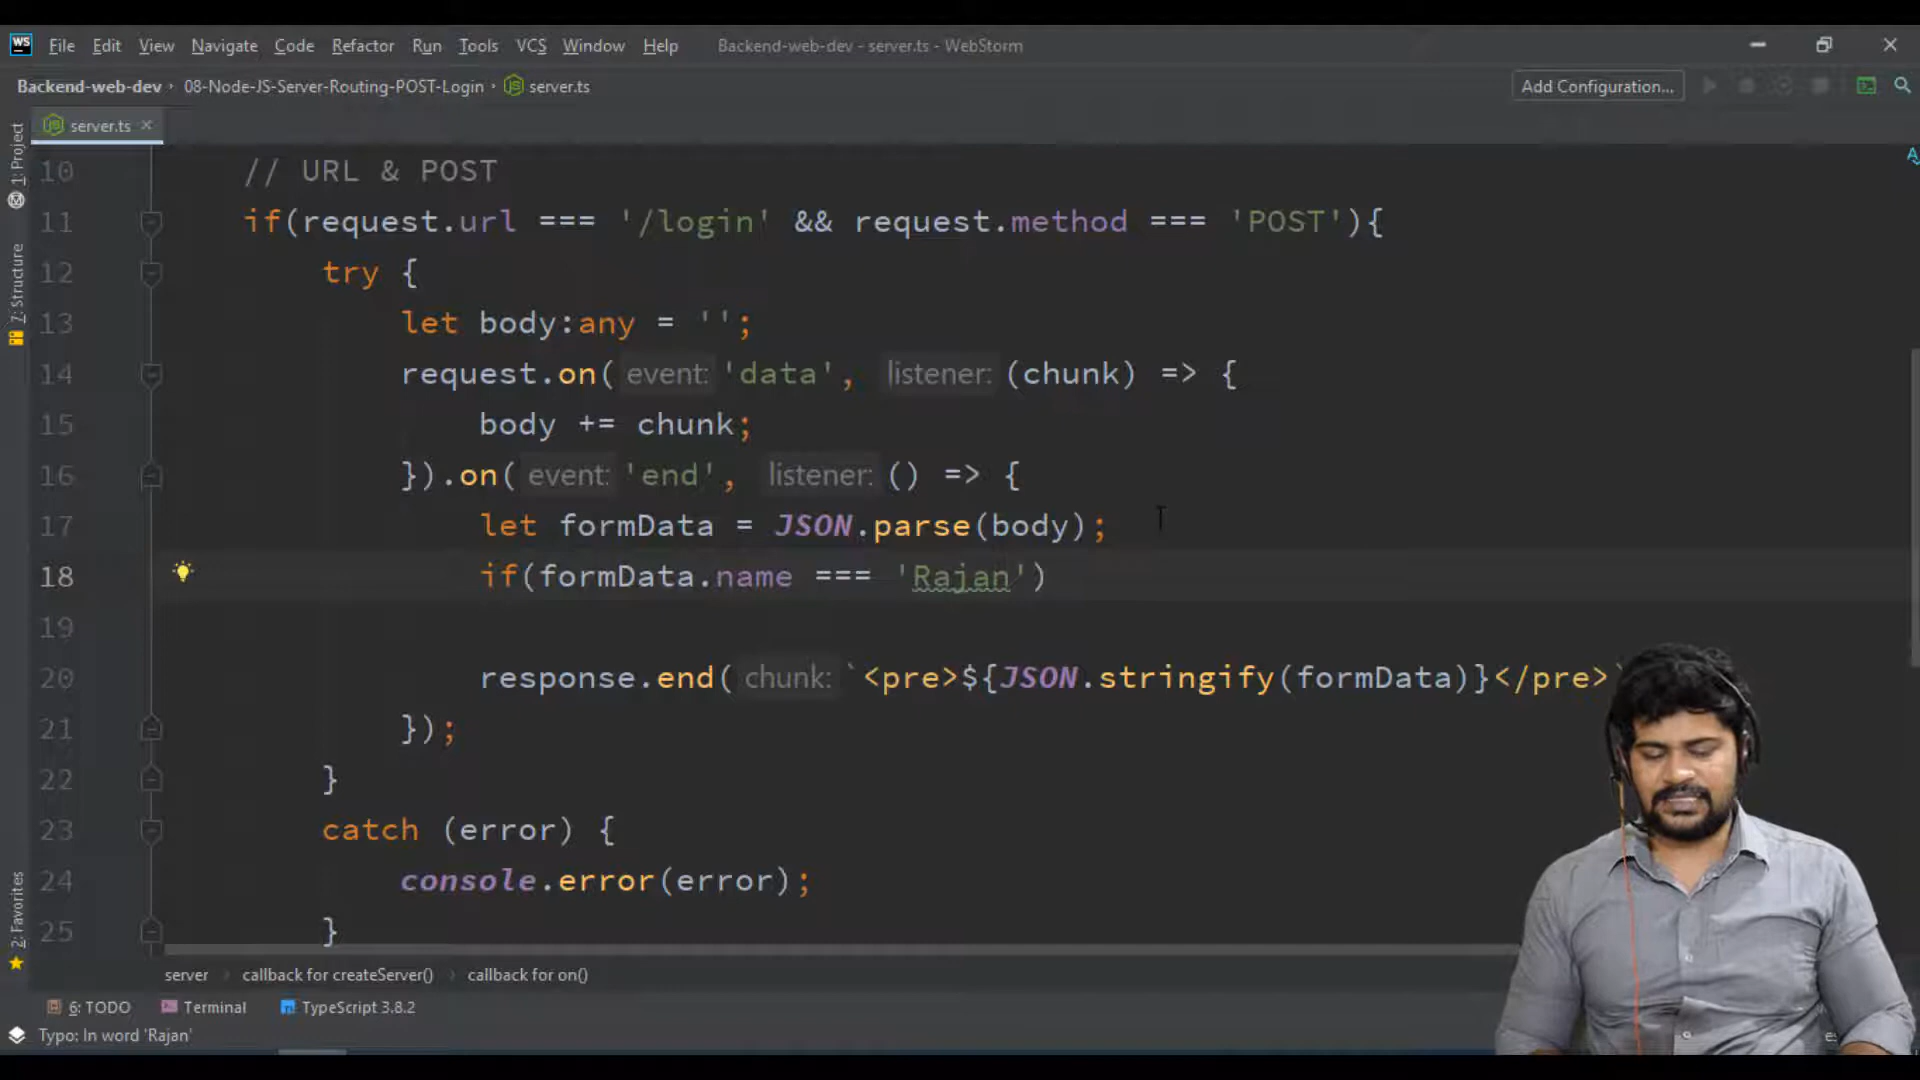 WS File Edit View Navigate Code Refactor Run Tools VCS Window Help Backend-web-dev - server.ts - WebStorm
Backend-web-dev › 08-Node-JS-Server-Routing-POST-Login › server.ts Add Configuration...
server.ts
1: Project
7: Structure
2: Favorites
10 // URL & POST
11 if(request.url === '/login' && request.method === 'POST'){
12 try {
13 let body:any = '';
14 request.on( event: 'data', listener: (chunk) => {
15 body += chunk;
16 }).on( event: 'end', listener: () => {
17 let formData = JSON.parse(body);
18 if(formData.name === 'Rajan')
19
20 response.end( chunk: `<pre>${JSON.stringify(formData)}</pre>`
21 });
22 }
23 catch (error) {
24 console.error(error);
25 }
server › callback for createServer() › callback for on()
6: TODO Terminal TypeScript 3.8.2
Typo: In word 'Rajan'